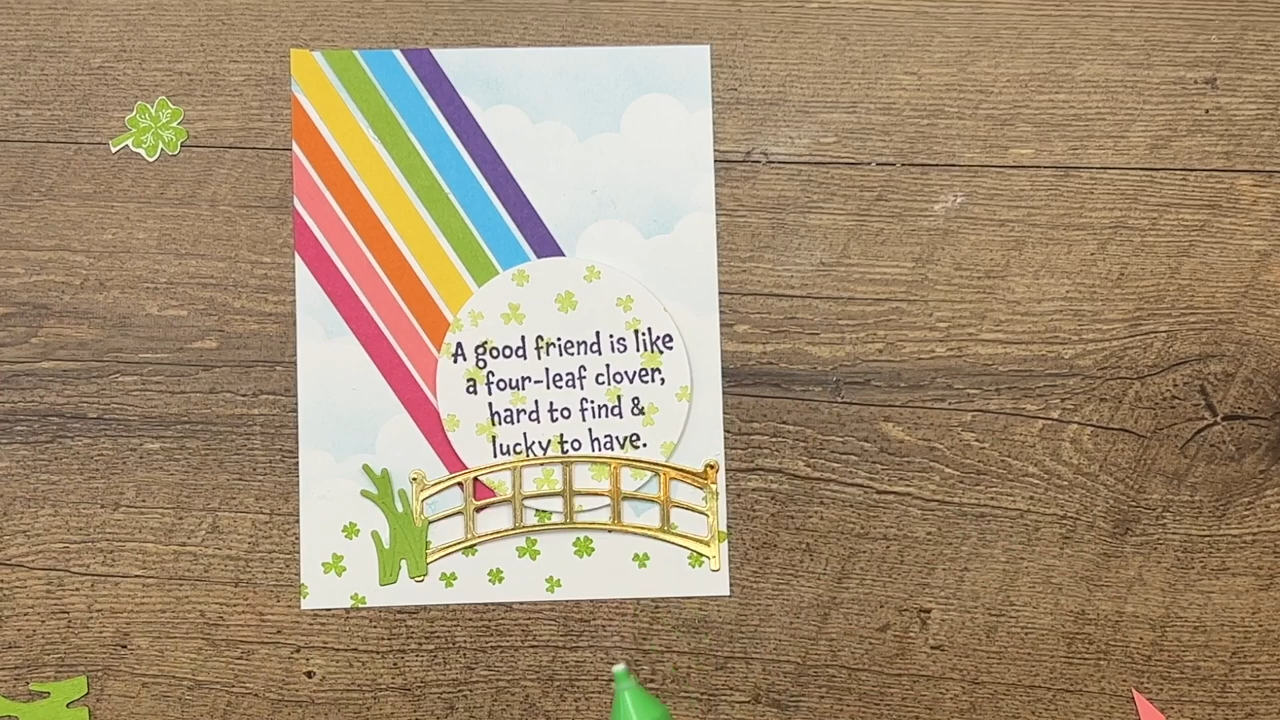 A good friend is like
a four-leaf clover,
hard to find &
lucky to have.